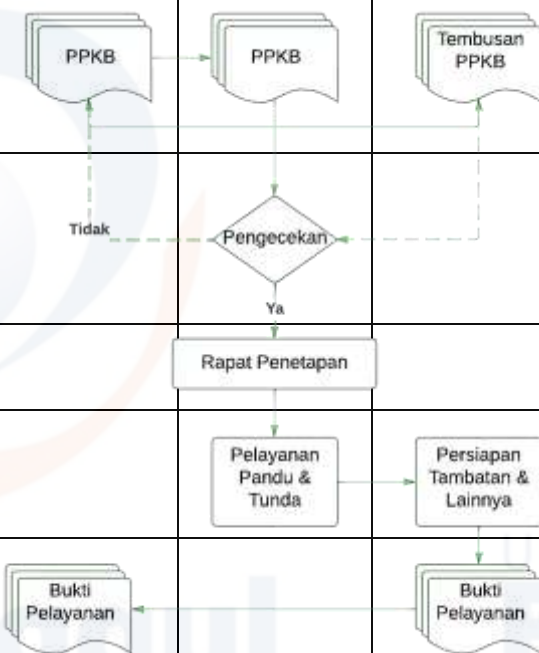 PPKB
PPKB
Tembusan
PPKB
Tidak
Pengecekan
Ya
Rapat Penetapan
Pelayanan
Pandu &
Tunda
Persiapan
Tambatan &
Lainnya
Bukti
Pelayanan
Bukti
Pelayanan